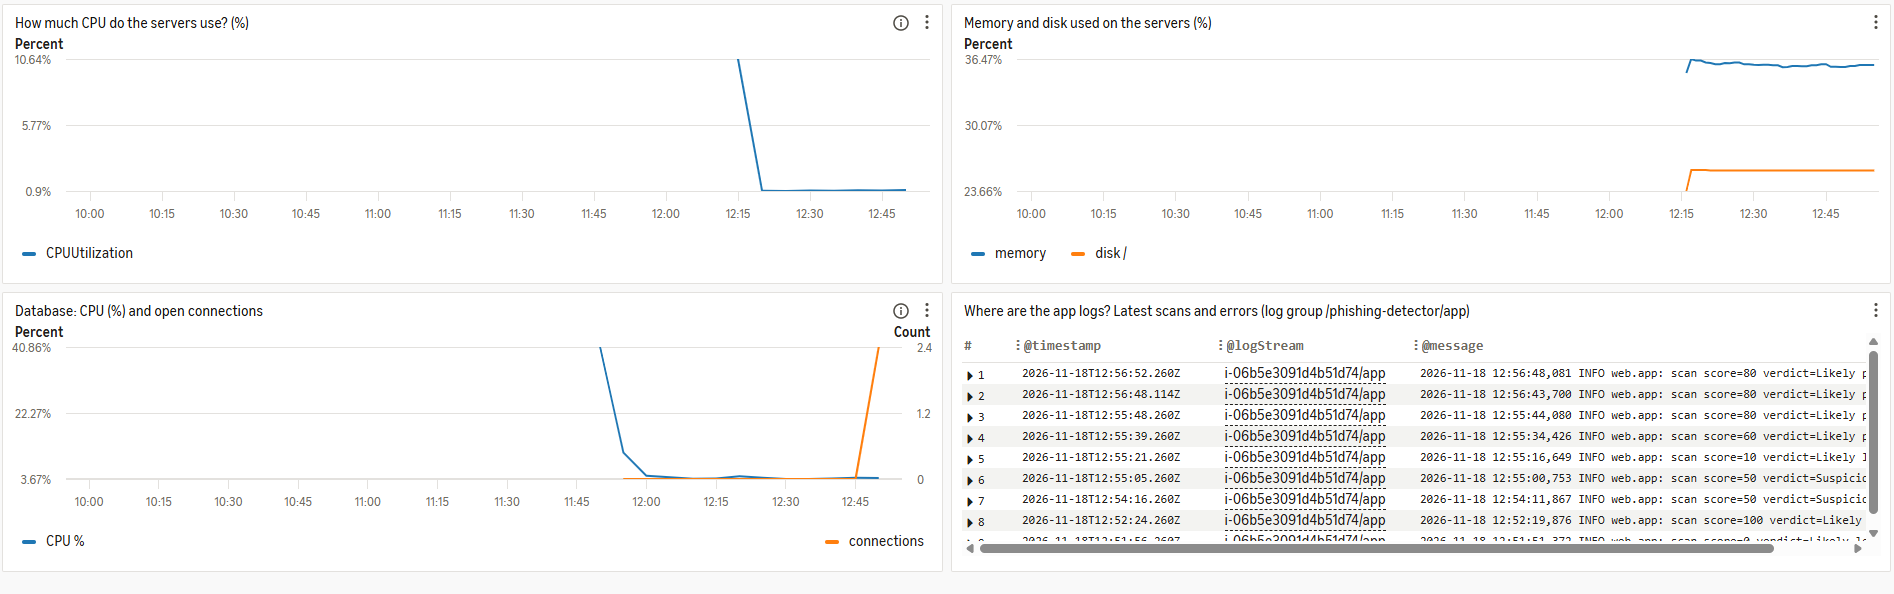 How much CPU do the servers use? (%)
Percent
10.64%
5.77%
0.9%
10:00 10:15 10:30 10:45 11:00 11:15 11:30 11:45 12:00 12:15 12:30 12:45
CPUUtilization
Memory and disk used on the servers (%)
Percent
36.47%
30.07%
23.66%
10:00 10:15 10:30 10:45 11:00 11:15 11:30 11:45 12:00 12:15 12:30 12:45
memory disk /
Database: CPU (%) and open connections
Percent Count
40.86% 2.4
22.27% 1.2
3.67% 0
10:00 10:15 10:30 10:45 11:00 11:15 11:30 11:45 12:00 12:15 12:30 12:45
CPU % connections
Where are the app logs? Latest scans and errors (log group /phishing-detector/app)
# @timestamp @logStream @message
1 2026-11-18T12:56:52.260Z i-06b5e3091d4b51d74/app 2026-11-18 12:56:48,081 INFO web.app: scan score=80 verdict=Likely p
2 2026-11-18T12:56:48.114Z i-06b5e3091d4b51d74/app 2026-11-18 12:56:43,700 INFO web.app: scan score=80 verdict=Likely p
3 2026-11-18T12:55:48.260Z i-06b5e3091d4b51d74/app 2026-11-18 12:55:44,080 INFO web.app: scan score=80 verdict=Likely p
4 2026-11-18T12:55:39.260Z i-06b5e3091d4b51d74/app 2026-11-18 12:55:34,426 INFO web.app: scan score=60 verdict=Likely p
5 2026-11-18T12:55:21.260Z i-06b5e3091d4b51d74/app 2026-11-18 12:55:16,649 INFO web.app: scan score=10 verdict=Likely l
6 2026-11-18T12:55:05.260Z i-06b5e3091d4b51d74/app 2026-11-18 12:55:00,753 INFO web.app: scan score=50 verdict=Suspicio
7 2026-11-18T12:54:16.260Z i-06b5e3091d4b51d74/app 2026-11-18 12:54:11,867 INFO web.app: scan score=50 verdict=Suspicio
8 2026-11-18T12:52:24.260Z i-06b5e3091d4b51d74/app 2026-11-18 12:52:19,876 INFO web.app: scan score=100 verdict=Likely